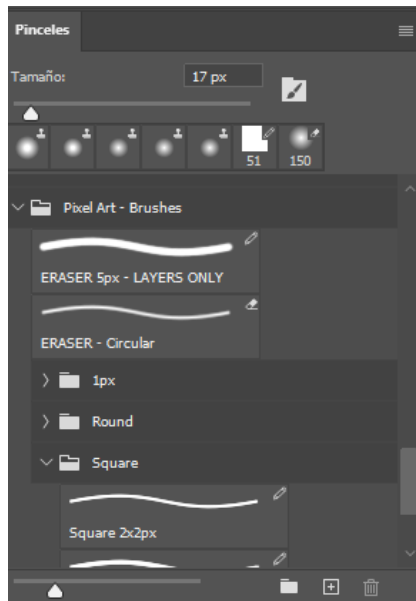 Pinceles
Tamaño: 17 px
51 150
Pixel Art - Brushes
ERASER 5px - LAYERS ONLY
ERASER - Circular
1px
Round
Square
Square 2x2px